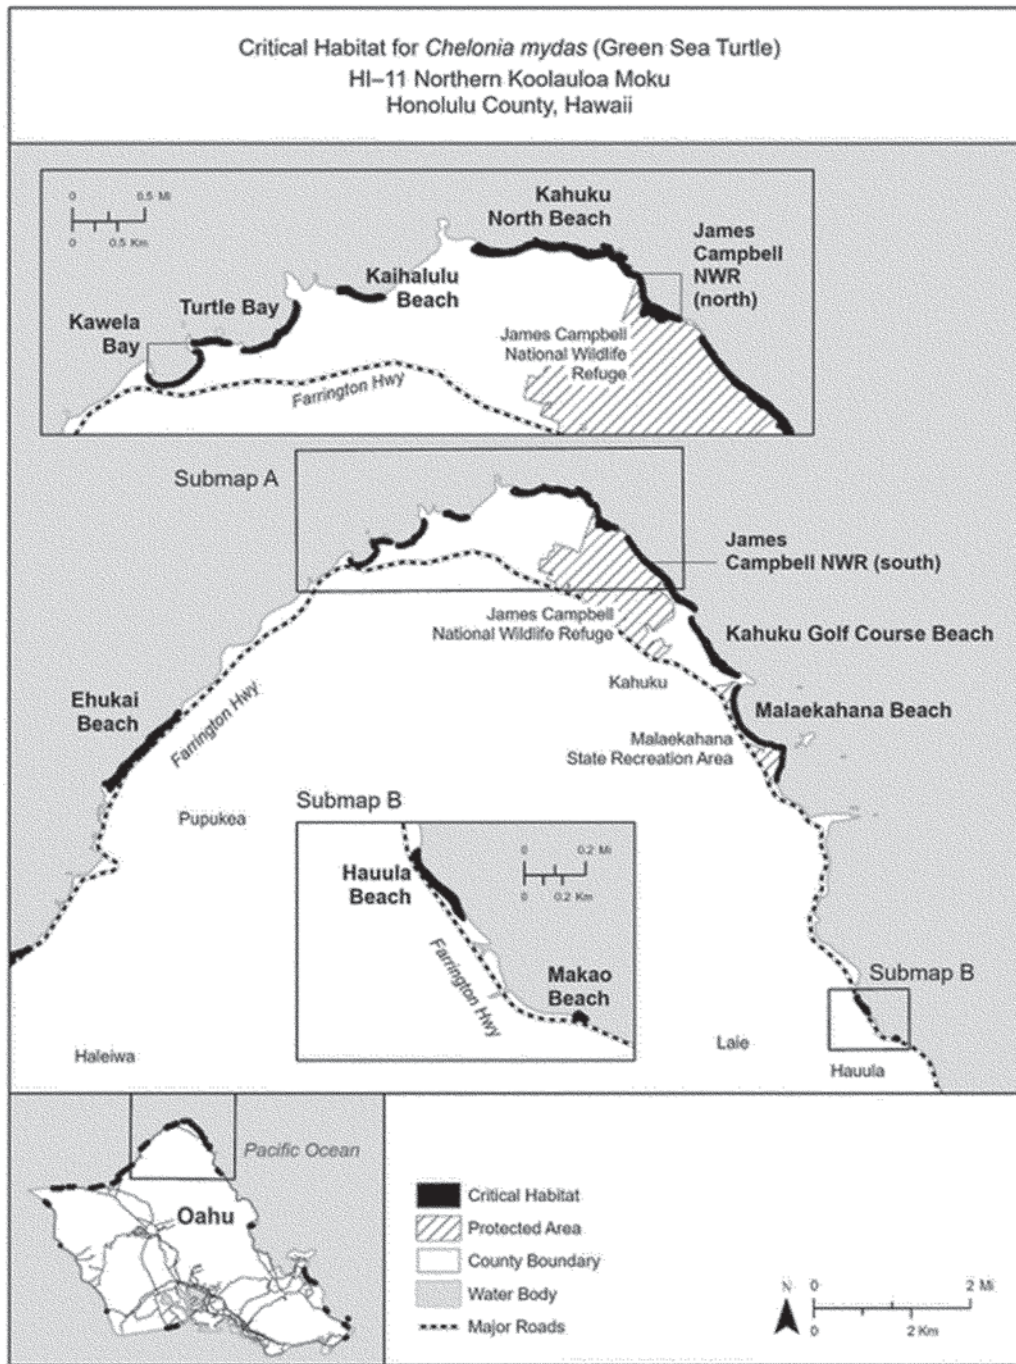 Critical Habitat for Chelonia mydas (Green Sea Turtle)
HI–11 Northern Koolauloa Moku
Honolulu County, Hawaii
0 0.5 Mi
0 0.5 Km
Kahuku
North Beach
James
Campbell
NWR
(north)
Kaihalulu
Beach
Turtle Bay
Kawela
Bay
James Campbell
National Wildlife
Refuge
Farrington Hwy
Submap A
James
Campbell NWR (south)
James Campbell
National Wildlife Refuge
Kahuku Golf Course Beach
Kahuku
Ehukai
Beach
Farrington Hwy
Malaekahana Beach
Malaekahana
State Recreation Area
Pupukea
Submap B
0 0.2 Mi
0 0.2 Km
Hauula
Beach
Farrington Hwy
Makao
Beach
Submap B
Haleiwa
Laie
Hauula
Pacific Ocean
Oahu
Critical Habitat
Protected Area
County Boundary
Water Body
Major Roads
N
0 2 Mi
0 2 Km